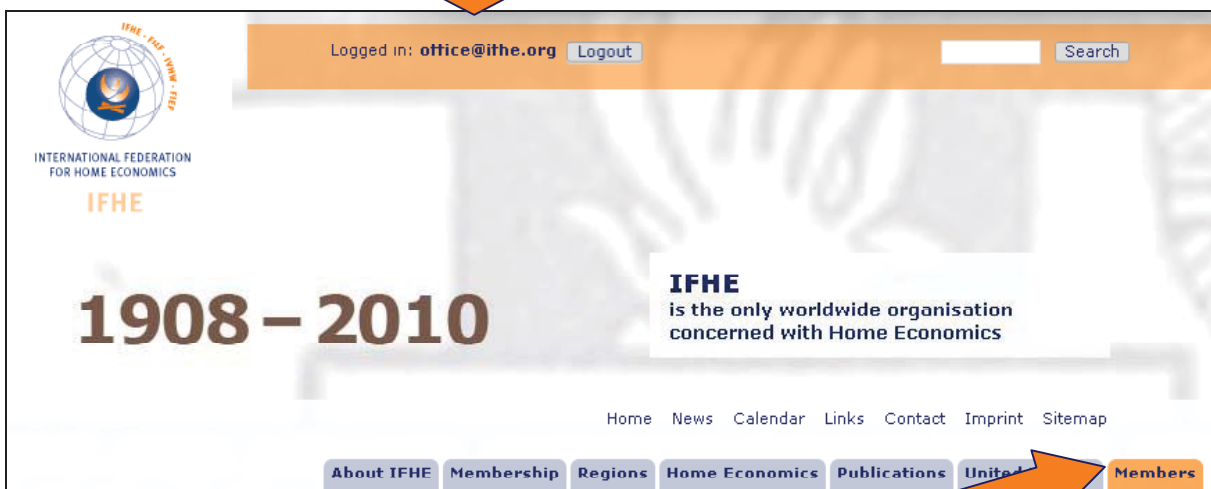 IFHE · FIEF · IVHW · FIEF
Logged in: office@ifhe.org Logout Search
INTERNATIONAL FEDERATION
FOR HOME ECONOMICS
IFHE
1908 – 2010
IFHE
is the only worldwide organisation
concerned with Home Economics
Home News Calendar Links Contact Imprint Sitemap
About IFHE Membership Regions Home Economics Publications United Members